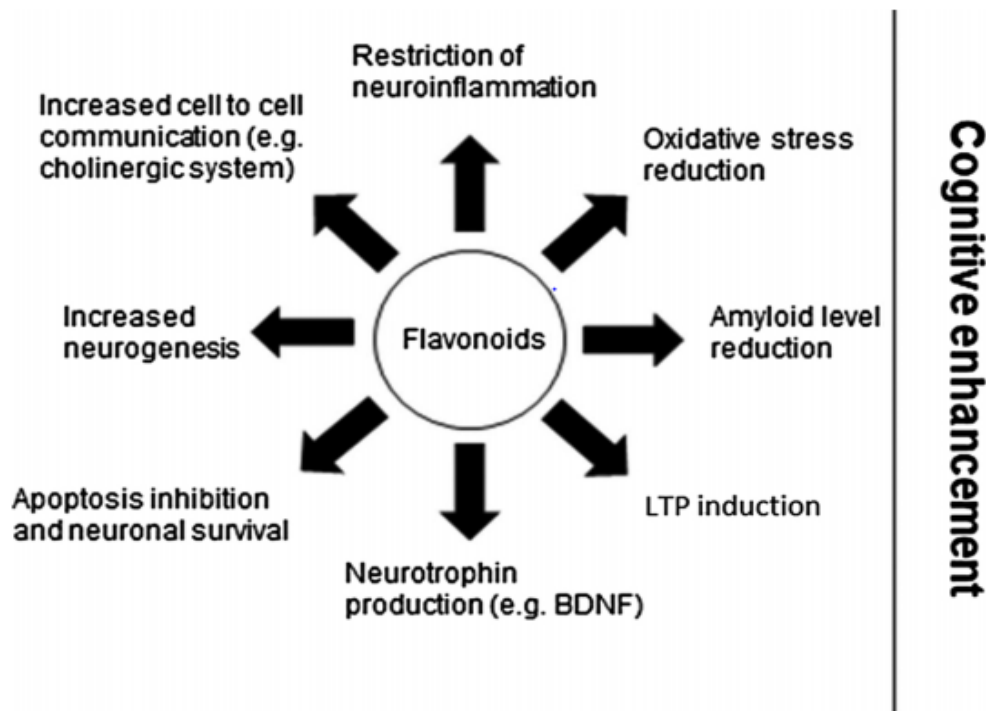 Restriction of
neuroinflammation
Increased cell to cell
communication (e.g.
cholinergic system)
Oxidative stress
reduction
Increased
neurogenesis
Flavonoids
Amyloid level
reduction
Apoptosis inhibition
and neuronal survival
LTP induction
Neurotrophin
production (e.g. BDNF)
Cognitive enhancement